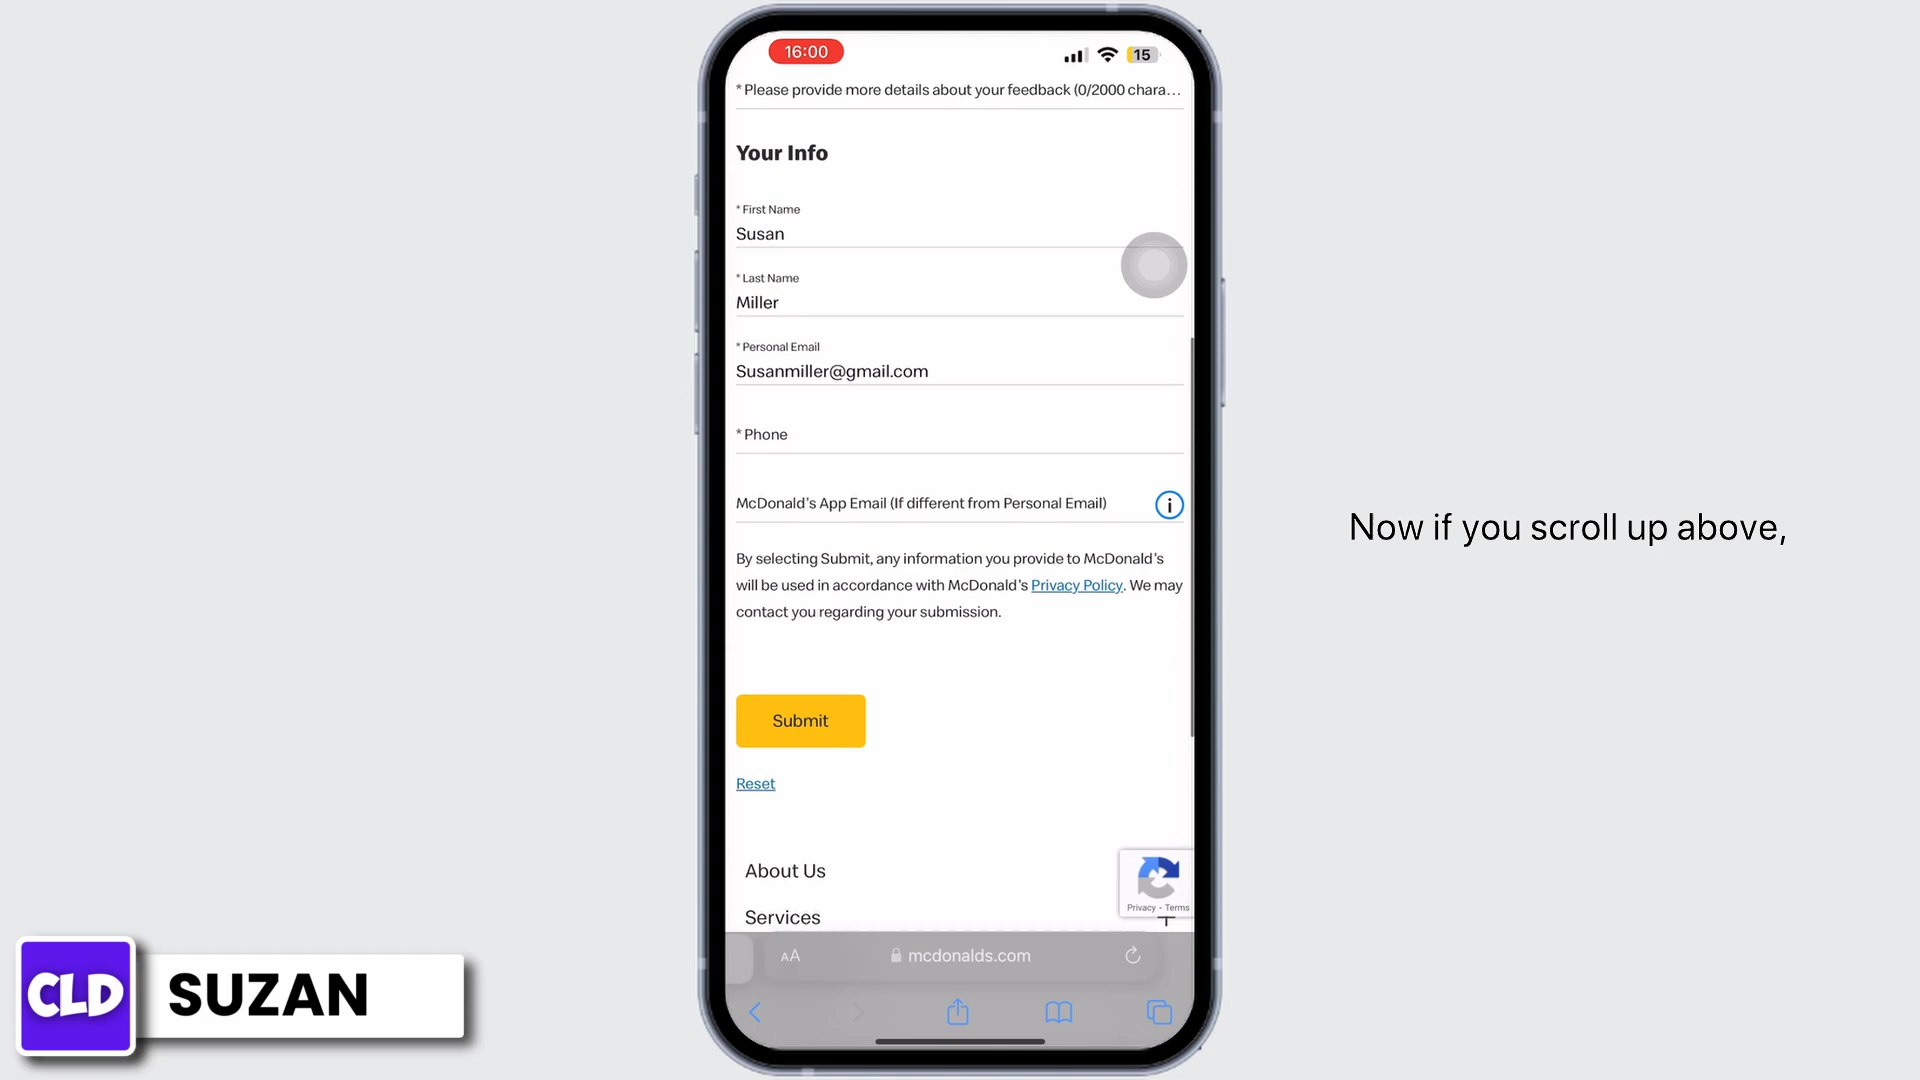 16:00
15
* Please provide more details about your feedback (0/2000 chara...
Your Info
* First Name
Susan
* Last Name
Miller
* Personal Email
Susanmiller@gmail.com
* Phone
McDonald's App Email (If different from Personal Email)
i
By selecting Submit, any information you provide to McDonald's
will be used in accordance with McDonald's Privacy Policy. We may
contact you regarding your submission.
Submit
Reset
About Us
Services
Privacy - Terms
AA
mcdonalds.com
Now if you scroll up above,
CLD
SUZAN